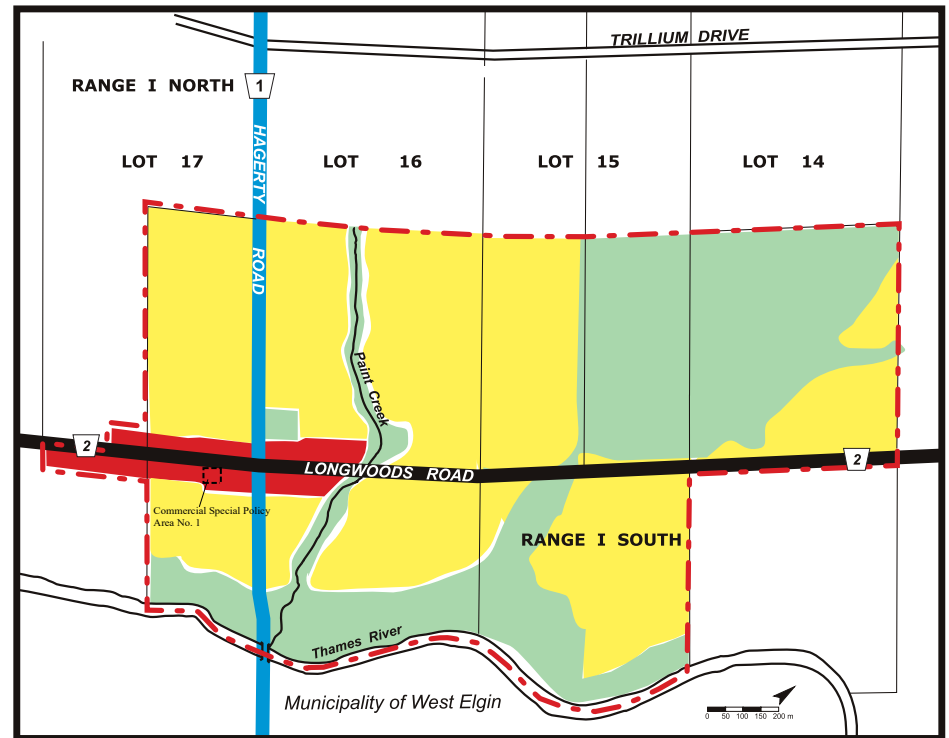 TRILLIUM DRIVE
RANGE I NORTH
1
HAGERTY ROAD
LOT 17
LOT 16
LOT 15
LOT 14
Paint Creek
2
LONGWOODS ROAD
2
Commercial Special Policy
Area No. 1
RANGE I SOUTH
Thames River
Municipality of West Elgin
0 50 100 150 200 m